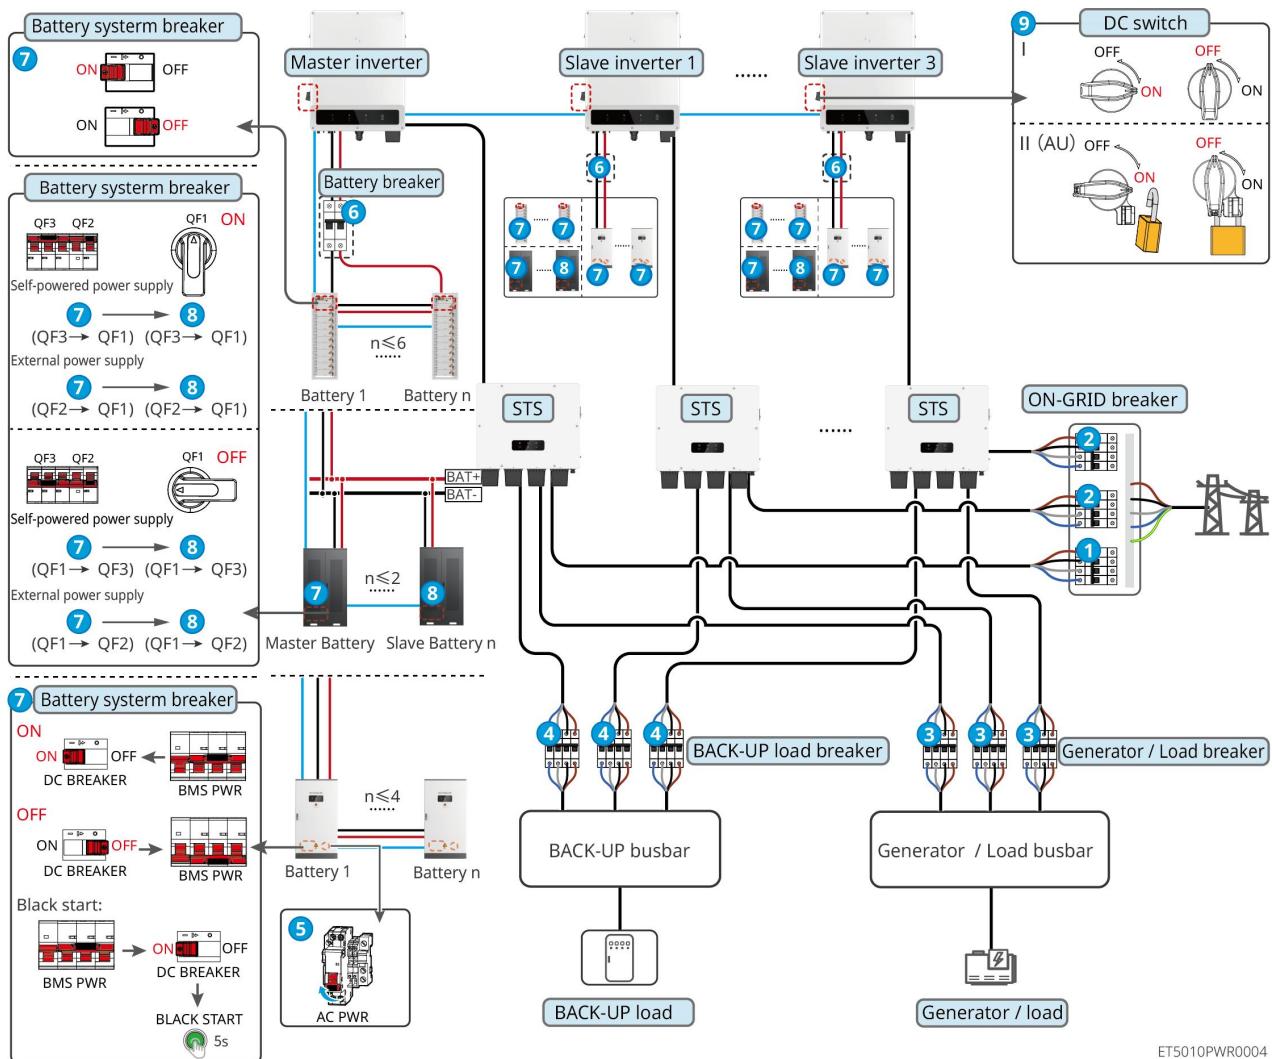 Battery systerm breaker
7
ON
OFF
ON
OFF
Battery systerm breaker
QF3 QF2
QF1
ON
Self-powered power supply
7 8
(QF3→ QF1) (QF3→ QF1)
External power supply
7 8
(QF2→ QF1) (QF2→ QF1)
QF3 QF2
QF1
OFF
Self-powered power supply
7 8
(QF1→ QF3) (QF1→ QF3)
External power supply
7 8
(QF1→ QF2) (QF1→ QF2)
7 Battery systerm breaker
ON
ON
OFF
DC BREAKER
BMS PWR
OFF
ON
OFF
DC BREAKER
BMS PWR
Black start:
ON
OFF
BMS PWR
DC BREAKER
BLACK START
5s
Master inverter
Slave inverter 1
......
Slave inverter 3
Battery breaker
6
6
6
7 ...... 7
7 ...... 8
7 ...... 7
7 ...... 7
7 ...... 8
7 ...... 7
n≤6
......
Battery 1
Battery n
BAT+
BAT-
7
8
n≤2
......
Master Battery
Slave Battery n
n≤4
......
Battery 1
Battery n
5
AC PWR
STS
STS
......
STS
9
DC switch
I
OFF
ON
OFF
ON
II (AU)
OFF
ON
OFF
ON
ON-GRID breaker
2
2
1
4
4
4
BACK-UP load breaker
3
3
3
Generator / Load breaker
BACK-UP busbar
Generator / Load busbar
BACK-UP load
Generator / load
ET5010PWR0004